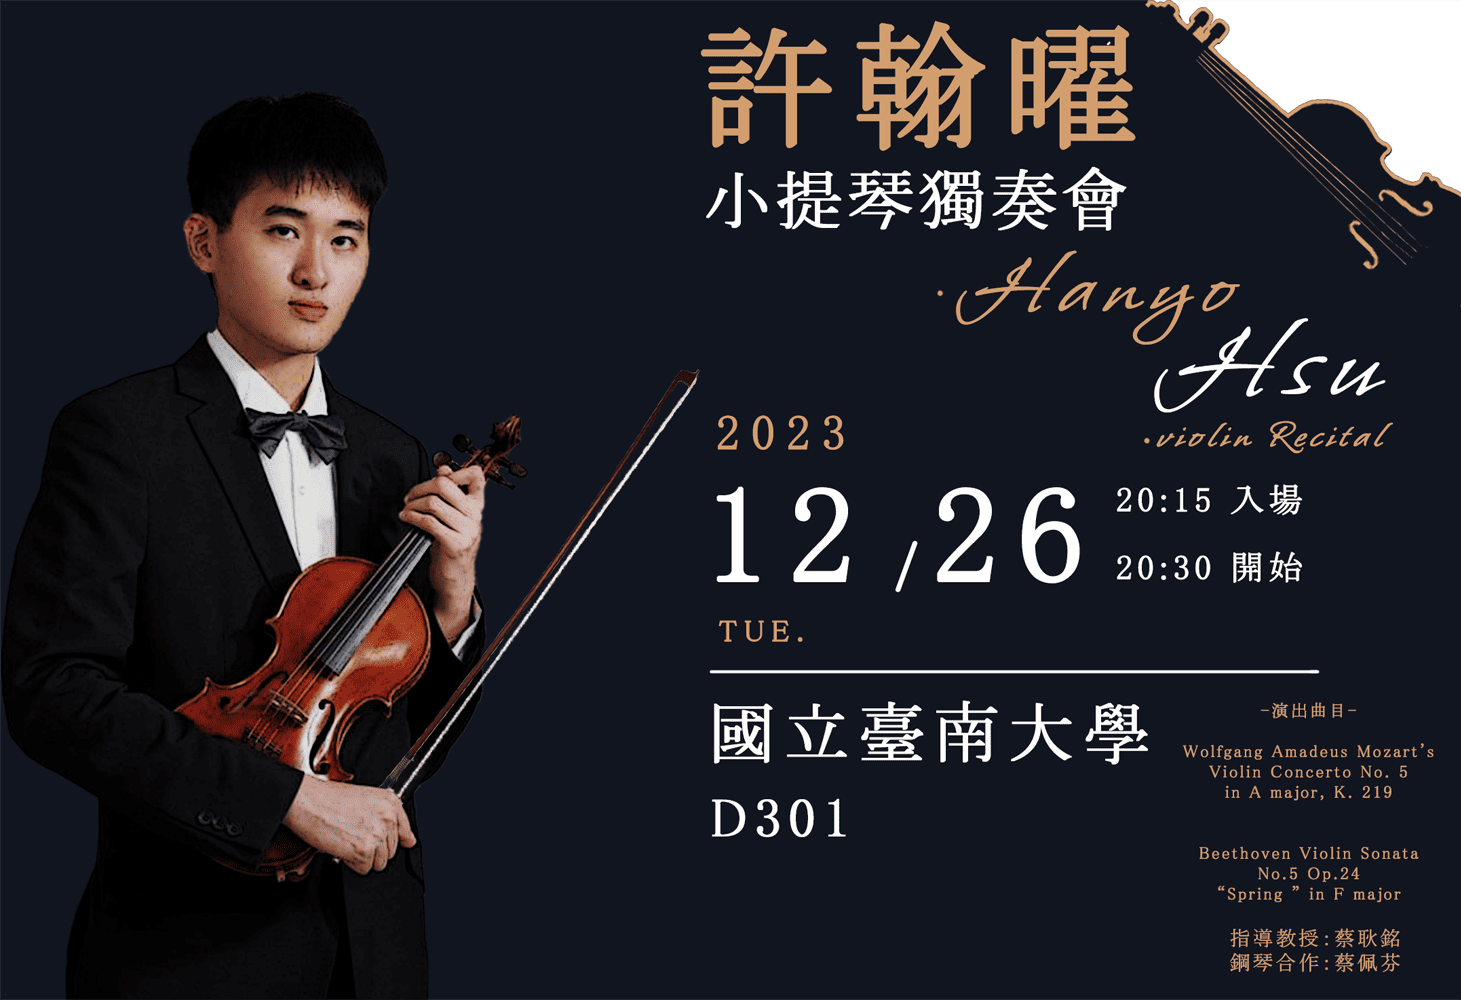 許翰曜
小提琴獨奏會
·Hanyo
Hsu
·violin Recital
2023
12/26
20:15 入場
20:30 開始
TUE.
國立臺南大學
D301
-演出曲目-
Wolfgang Amadeus Mozart's
Violin Concerto No. 5
in A major, K. 219
Beethoven Violin Sonata
No.5 Op.24
“Spring ” in F major
指導教授:蔡耿銘
鋼琴合作:蔡佩芬